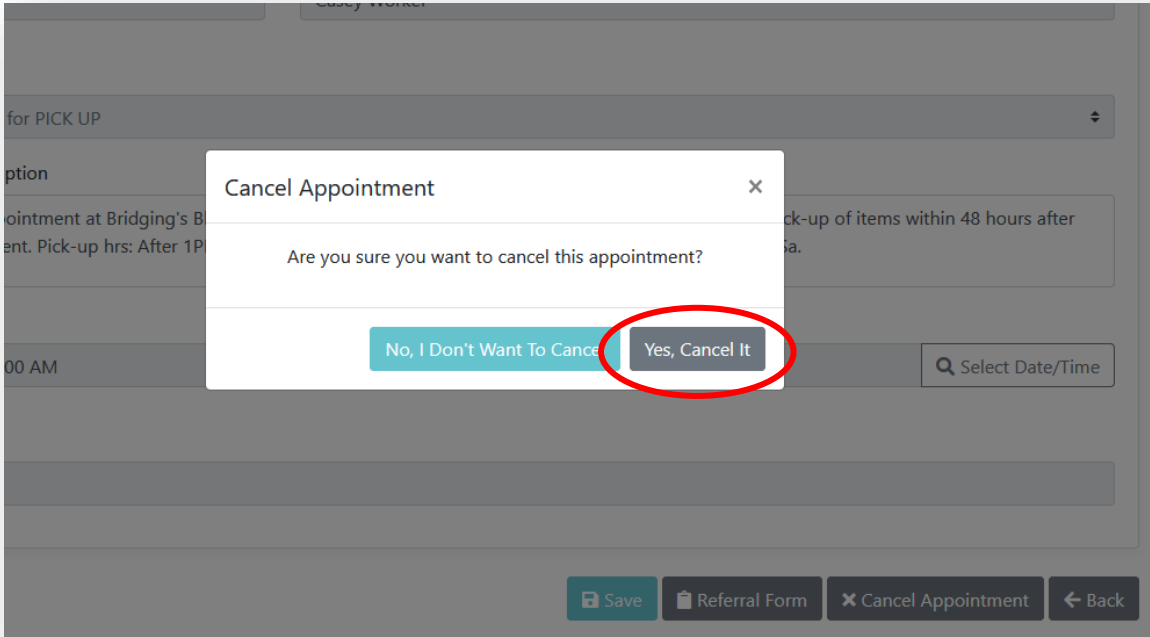 Casey Worker
for PICK UP
ption
Cancel Appointment ×
ointment at Bridging's B ck-up of items within 48 hours after
ent. Pick-up hrs: After 1P Sa.
Are you sure you want to cancel this appointment?
No, I Don't Want To Cance Yes, Cancel It
00 AM Select Date/Time
Save Referral Form Cancel Appointment Back